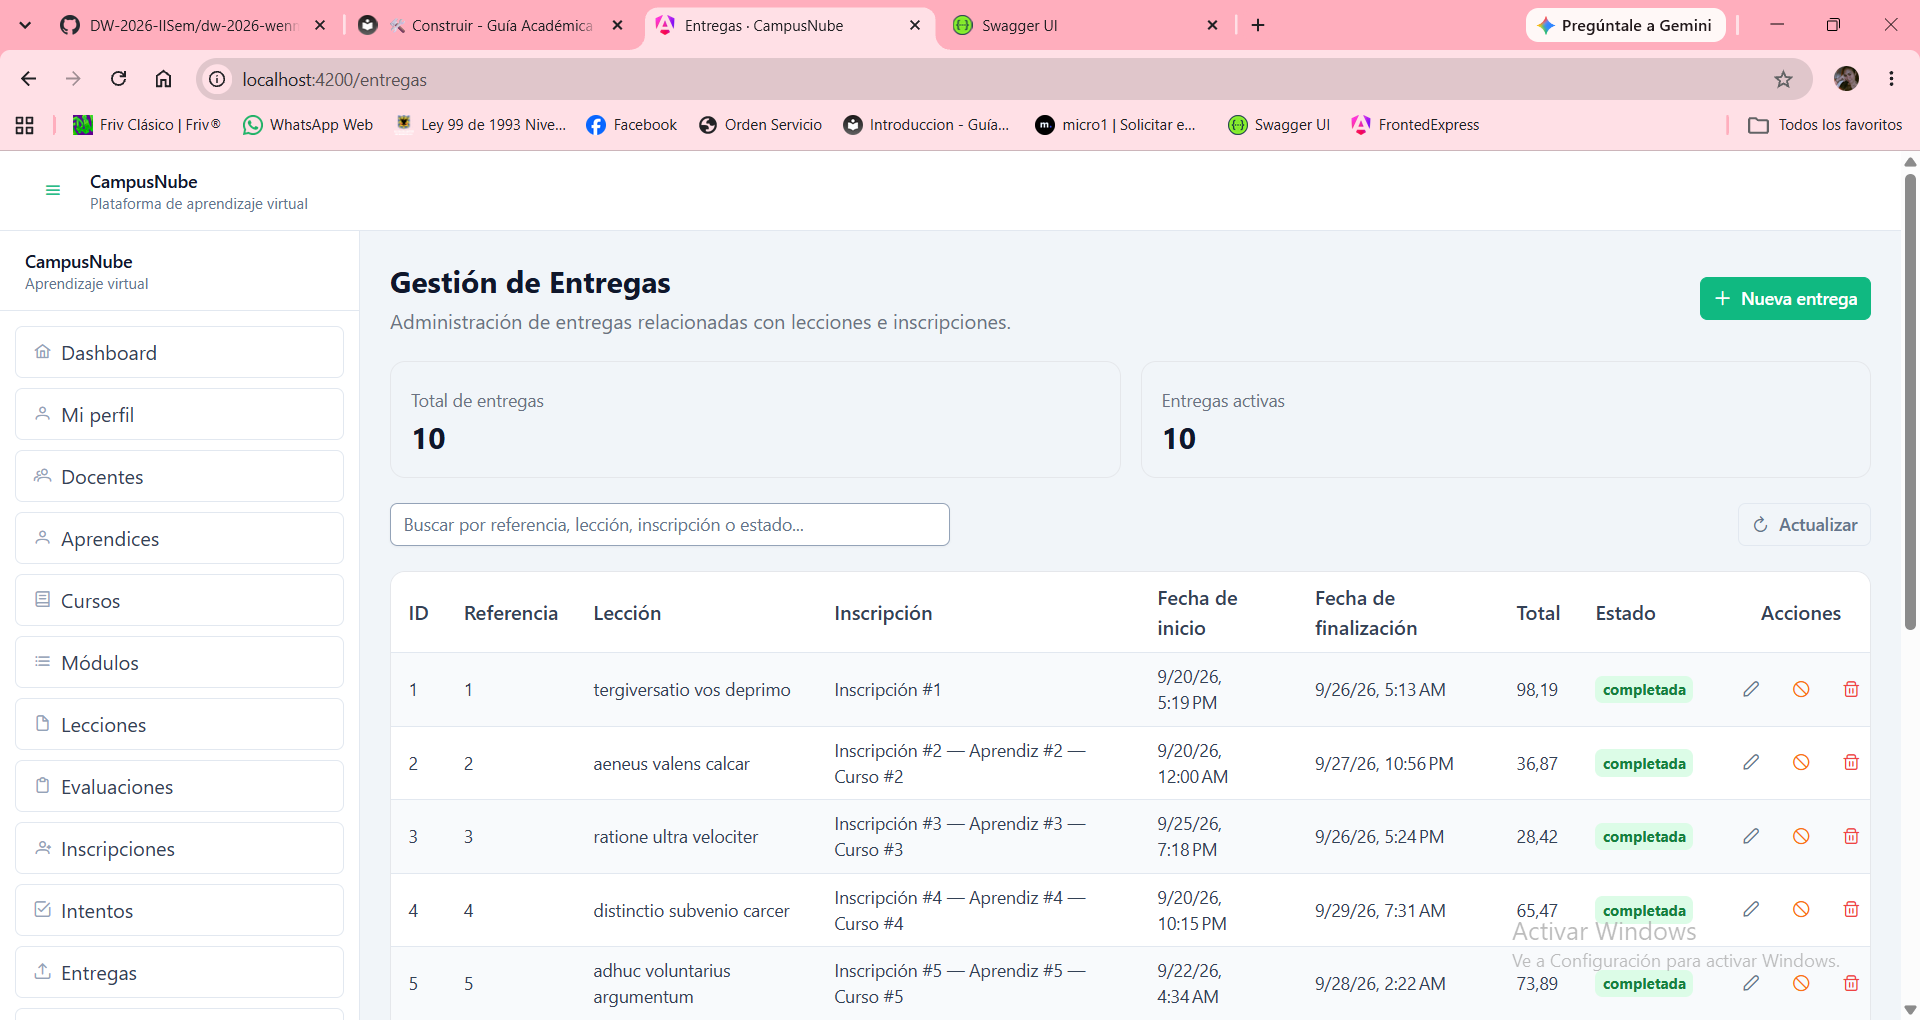 DW-2026-IISem/dw-2026-wenn
Construir - Guía Académica
Entregas · CampusNube
Swagger UI
Pregúntale a Gemini
localhost:4200/entregas
Friv Clásico | Friv®
WhatsApp Web
Ley 99 de 1993 Nive...
Facebook
Orden Servicio
Introduccion - Guía...
micro1 | Solicitar e...
Swagger UI
FrontedExpress
Todos los favoritos
CampusNube
Plataforma de aprendizaje virtual
CampusNube
Aprendizaje virtual
Dashboard
Mi perfil
Docentes
Aprendices
Cursos
Módulos
Lecciones
Evaluaciones
Inscripciones
Intentos
Entregas
Gestión de Entregas
Administración de entregas relacionadas con lecciones e inscripciones.
+ Nueva entrega
Total de entregas
10
Entregas activas
10
Buscar por referencia, lección, inscripción o estado...
Actualizar
ID Referencia Lección Inscripción Fecha de inicio Fecha de finalización Total Estado Acciones
1 1 tergiversatio vos deprimo Inscripción #1 9/20/26, 5:19 PM 9/26/26, 5:13 AM 98,19 completada
2 2 aeneus valens calcar Inscripción #2 — Aprendiz #2 — Curso #2 9/20/26, 12:00 AM 9/27/26, 10:56 PM 36,87 completada
3 3 ratione ultra velociter Inscripción #3 — Aprendiz #3 — Curso #3 9/25/26, 7:18 PM 9/26/26, 5:24 PM 28,42 completada
4 4 distinctio subvenio carcer Inscripción #4 — Aprendiz #4 — Curso #4 9/20/26, 10:15 PM 9/29/26, 7:31 AM 65,47 completada
5 5 adhuc voluntarius argumentum Inscripción #5 — Aprendiz #5 — Curso #5 9/22/26, 4:34 AM 9/28/26, 2:22 AM 73,89 completada
Activar Windows
Ve a Configuración para activar Windows.